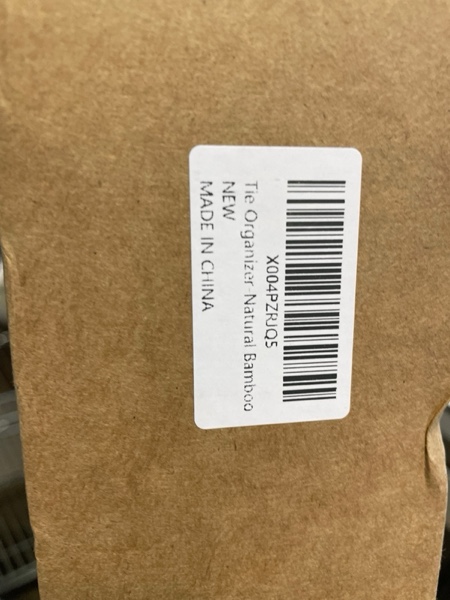 X004PZRJQ5
Tie Organizer-Natural Bamboo
NEW
MADE IN CHINA